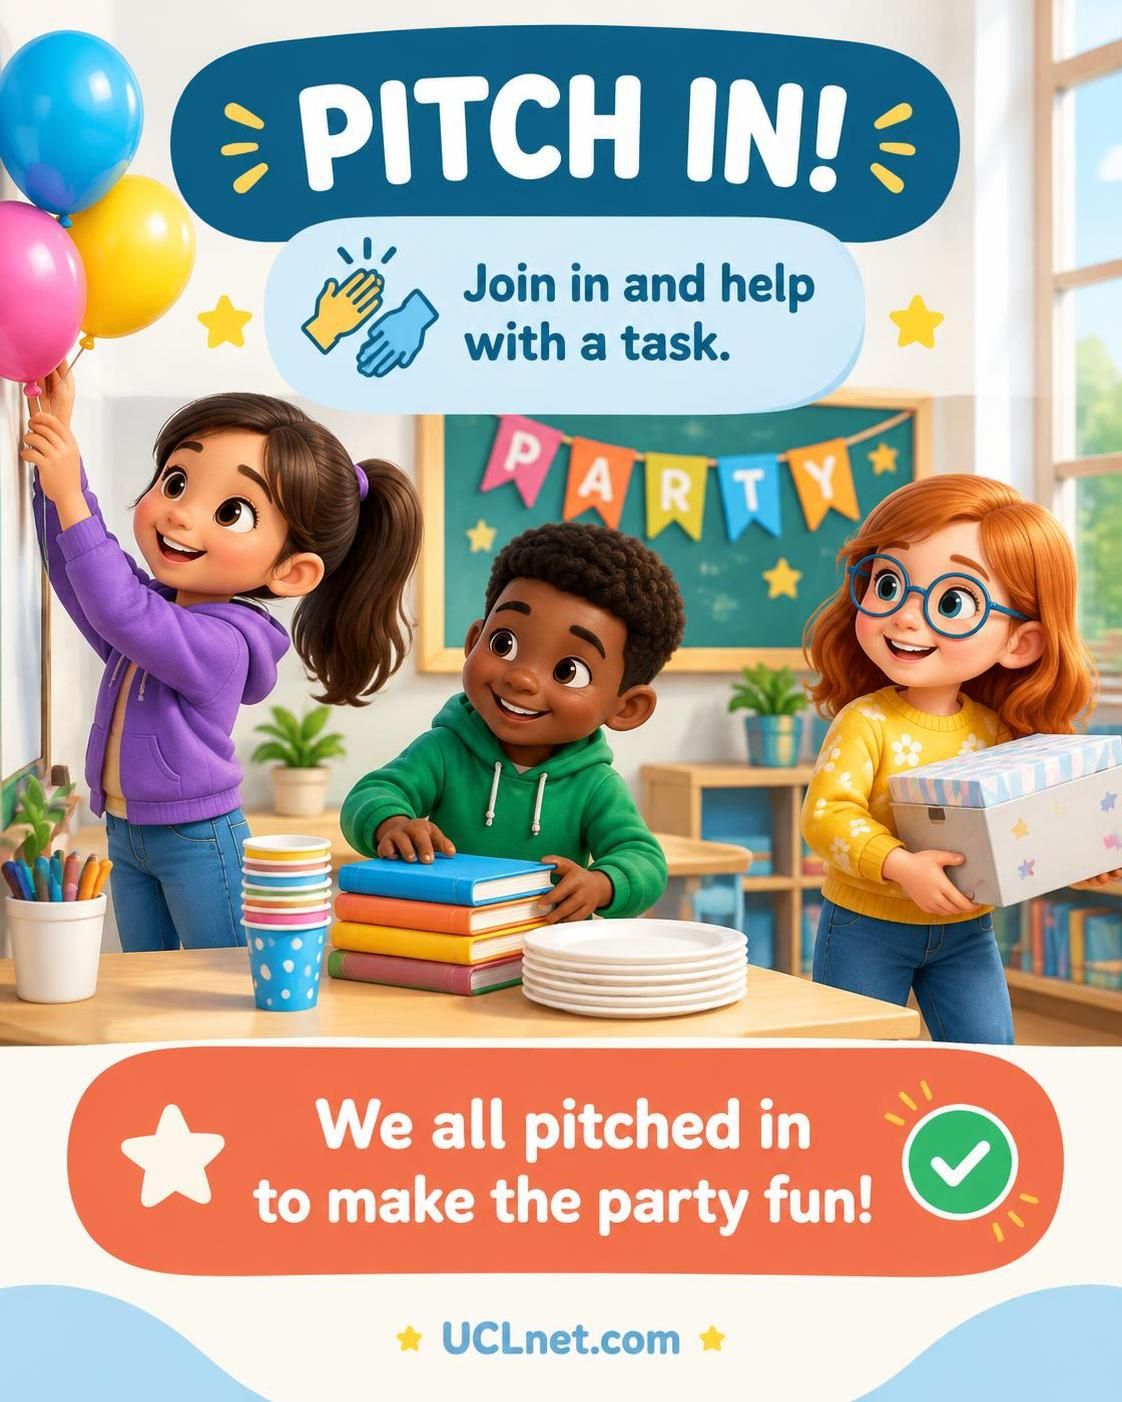 PITCH IN!
Join in and help
with a task.
PARTY
We all pitched in
to make the party fun!
UCLnet.com